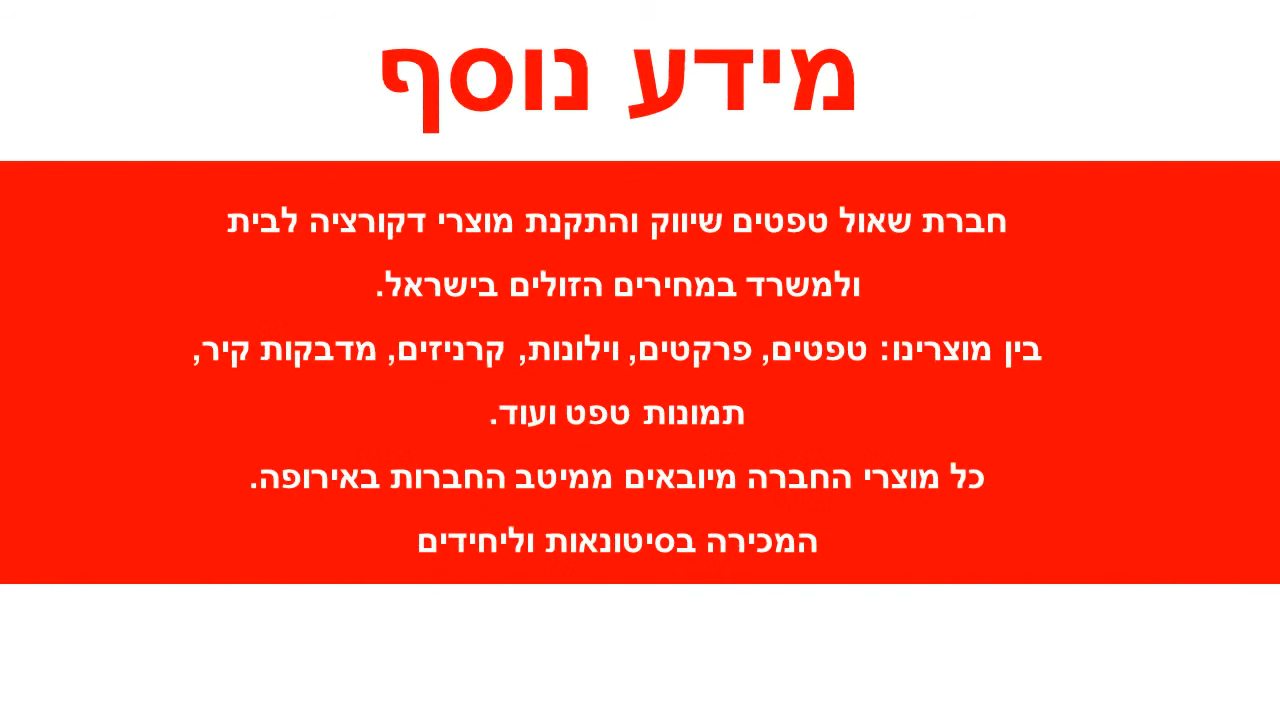 מידע נוסף
חברת שאול טפטים שיווק והתקנת מוצרי דקורציה לבית
ולמשרד במחירים הזולים בישראל.
בין מוצרינו: טפטים, פרקטים, וילונות, קרניזים, מדבקות קיר,
תמונות טפט ועוד.
כל מוצרי החברה מיובאים ממיטב החברות באירופה.
המכירה בסיטונאות וליחידים